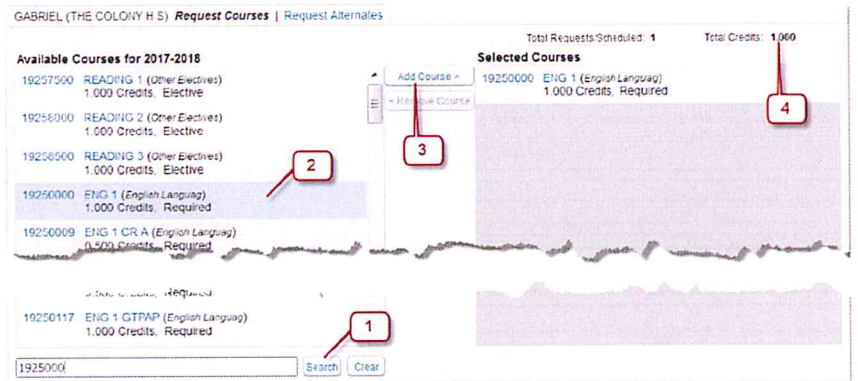 GABRIEL (THE COLONY H S) Request Courses | Request Alternates
Total Requests/Scheduled: 1 Total Credits: 1.000
Available Courses for 2017-2018
Selected Courses
19257500 READING 1 (Other Electives)
1.000 Credits, Elective
Add Course >
19250000 ENG 1 (English Languag)
1.000 Credits, Required
< Remove Course
4
19258000 READING 2 (Other Electives)
1.000 Credits, Elective
3
19258500 READING 3 (Other Electives)
1.000 Credits, Elective
2
19250000 ENG 1 (English Languag)
1.000 Credits, Required
19250009 ENG 1 CR A (English Languag)
0.500 Credits, Required
Required
19250117 ENG 1 GTPAP (English Languag)
1.000 Credits, Required
1
1925000
Search
Clear